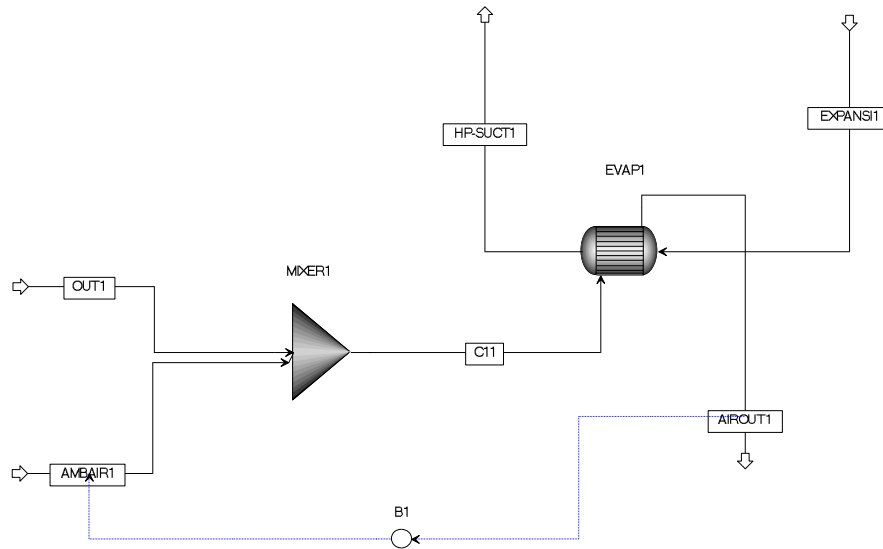 HP-SUCT1
EXPANSI1
EVAP1
MIXER1
OUT1
C11
AIROUT1
AMBAIR1
B1